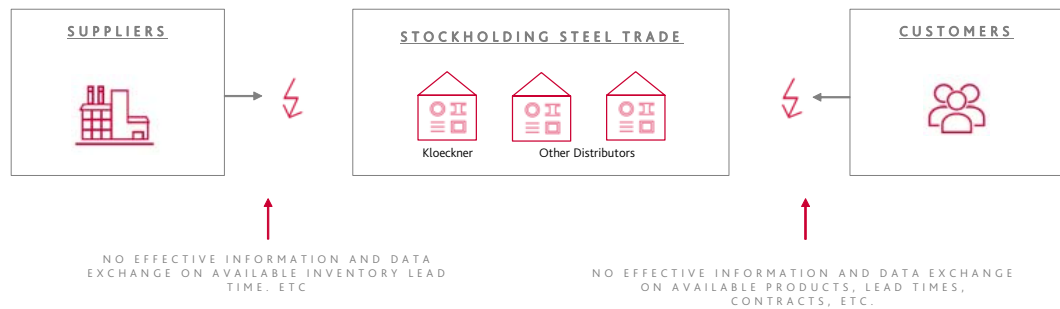 SUPPLIERS
STOCKHOLDING STEEL TRADE
CUSTOMERS
Kloeckner
Other Distributors
NO EFFECTIVE INFORMATION AND DATA
EXCHANGE ON AVAILABLE INVENTORY LEAD
TIME. ETC
NO EFFECTIVE INFORMATION AND DATA EXCHANGE
ON AVAILABLE PRODUCTS, LEAD TIMES,
CONTRACTS, ETC.